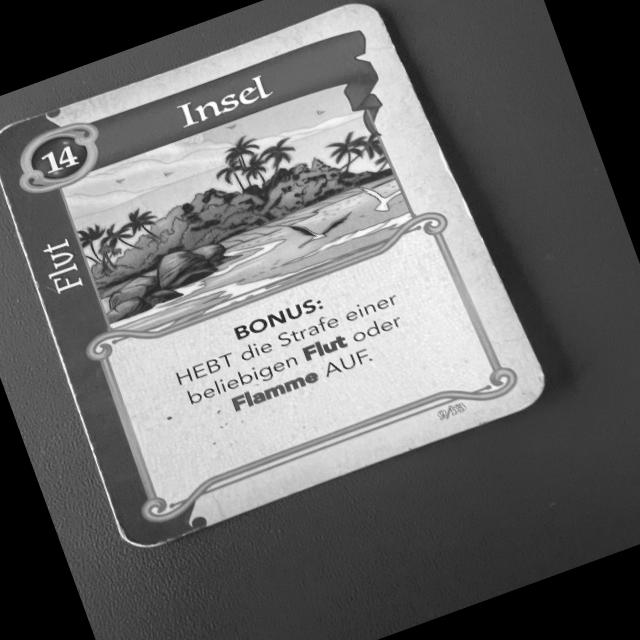 Insel
14
Flut
BONUS:
HEBT die Strafe einer
beliebigen Flut oder
Flamme AUF.